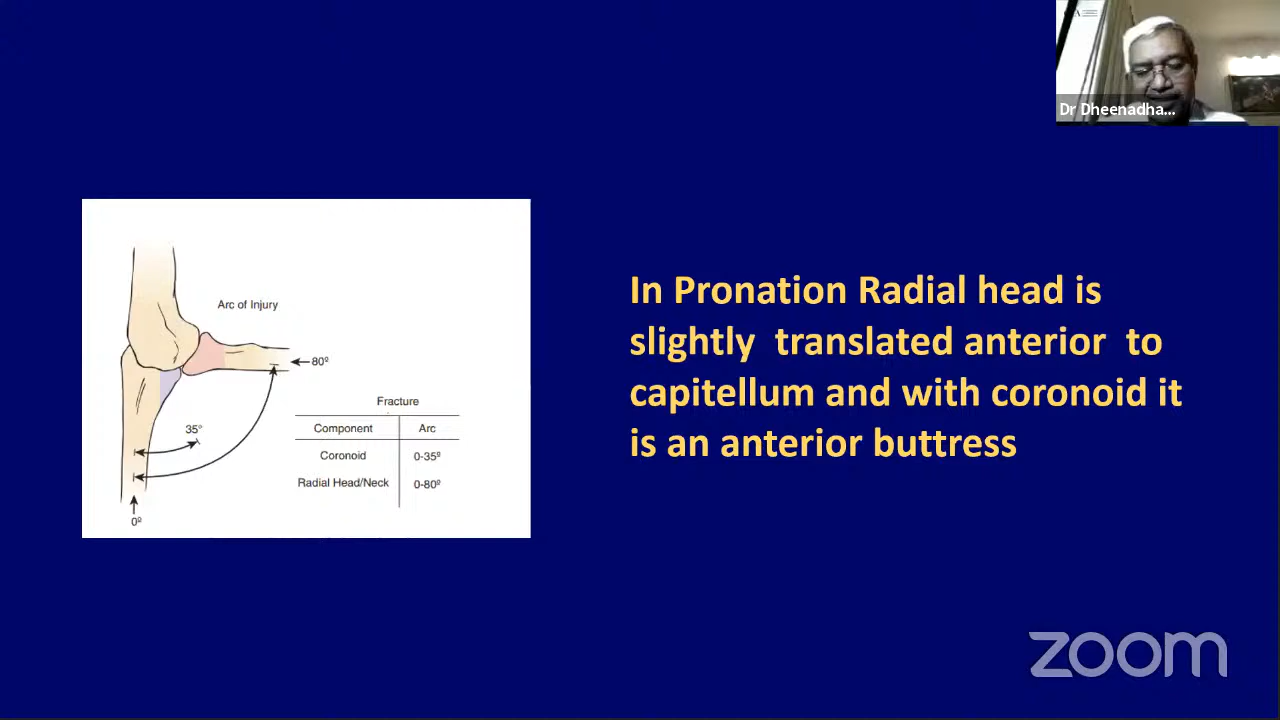 Dr Dheenadha...
Arc of Injury
80º
35°
0º
Fracture
Component Arc
Coronoid 0-35º
Radial Head/Neck 0-80º
In Pronation Radial head is
slightly translated anterior to
capitellum and with coronoid it
is an anterior buttress
zoom